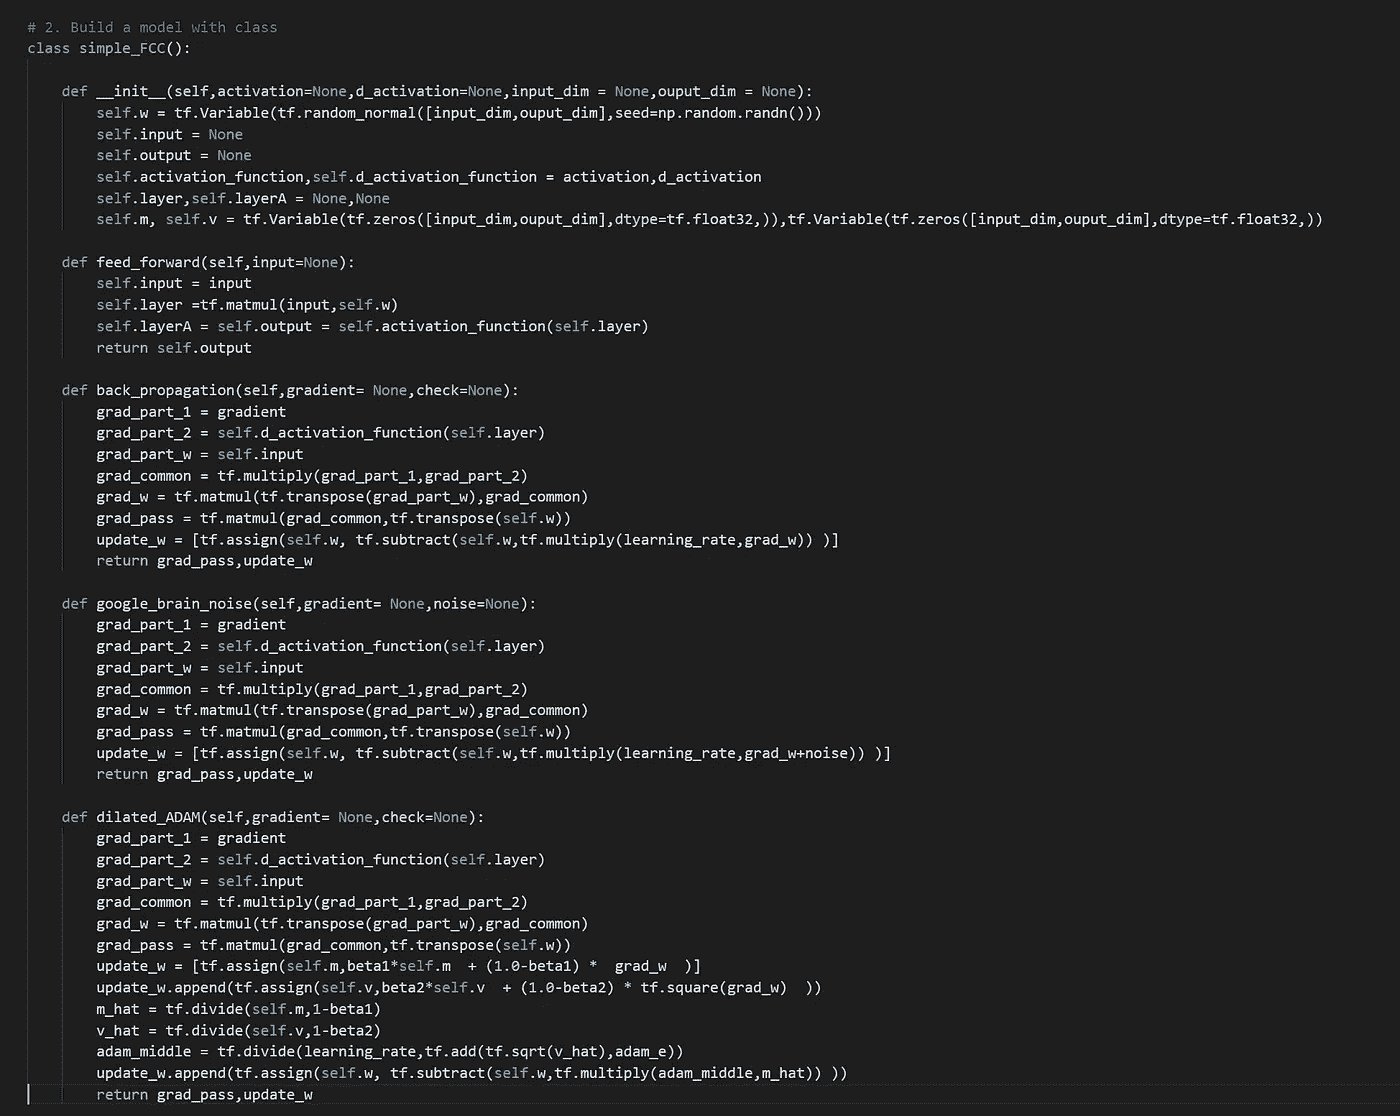 # 2. Build a model with class
class simple_FCC():
def __init__(self,activation=None,d_activation=None,input_dim = None,ouput_dim = None):
self.w = tf.Variable(tf.random_normal([input_dim,ouput_dim],seed=np.random.randn()))
self.input = None
self.output = None
self.activation_function,self.d_activation_function = activation,d_activation
self.layer,self.layerA = None,None
self.m, self.v = tf.Variable(tf.zeros([input_dim,ouput_dim],dtype=tf.float32,)),tf.Variable(tf.zeros([input_dim,ouput_dim],dtype=tf.float32,))
def feed_forward(self,input=None):
self.input = input
self.layer =tf.matmul(input,self.w)
self.layerA = self.output = self.activation_function(self.layer)
return self.output
def back_propagation(self,gradient= None,check=None):
grad_part_1 = gradient
grad_part_2 = self.d_activation_function(self.layer)
grad_part_w = self.input
grad_common = tf.multiply(grad_part_1,grad_part_2)
grad_w = tf.matmul(tf.transpose(grad_part_w),grad_common)
grad_pass = tf.matmul(grad_common,tf.transpose(self.w))
update_w = [tf.assign(self.w, tf.subtract(self.w,tf.multiply(learning_rate,grad_w)) )]
return grad_pass,update_w
def google_brain_noise(self,gradient= None,noise=None):
grad_part_1 = gradient
grad_part_2 = self.d_activation_function(self.layer)
grad_part_w = self.input
grad_common = tf.multiply(grad_part_1,grad_part_2)
grad_w = tf.matmul(tf.transpose(grad_part_w),grad_common)
grad_pass = tf.matmul(grad_common,tf.transpose(self.w))
update_w = [tf.assign(self.w, tf.subtract(self.w,tf.multiply(learning_rate,grad_w+noise)) )]
return grad_pass,update_w
def dilated_ADAM(self,gradient= None,check=None):
grad_part_1 = gradient
grad_part_2 = self.d_activation_function(self.layer)
grad_part_w = self.input
grad_common = tf.multiply(grad_part_1,grad_part_2)
grad_w = tf.matmul(tf.transpose(grad_part_w),grad_common)
grad_pass = tf.matmul(grad_common,tf.transpose(self.w))
update_w = [tf.assign(self.m,beta1*self.m  + (1.0-beta1) *  grad_w  )]
update_w.append(tf.assign(self.v,beta2*self.v  + (1.0-beta2) * tf.square(grad_w)  ))
m_hat = tf.divide(self.m,1-beta1)
v_hat = tf.divide(self.v,1-beta2)
adam_middle = tf.divide(learning_rate,tf.add(tf.sqrt(v_hat),adam_e))
update_w.append(tf.assign(self.w, tf.subtract(self.w,tf.multiply(adam_middle,m_hat)) ))
return grad_pass,update_w